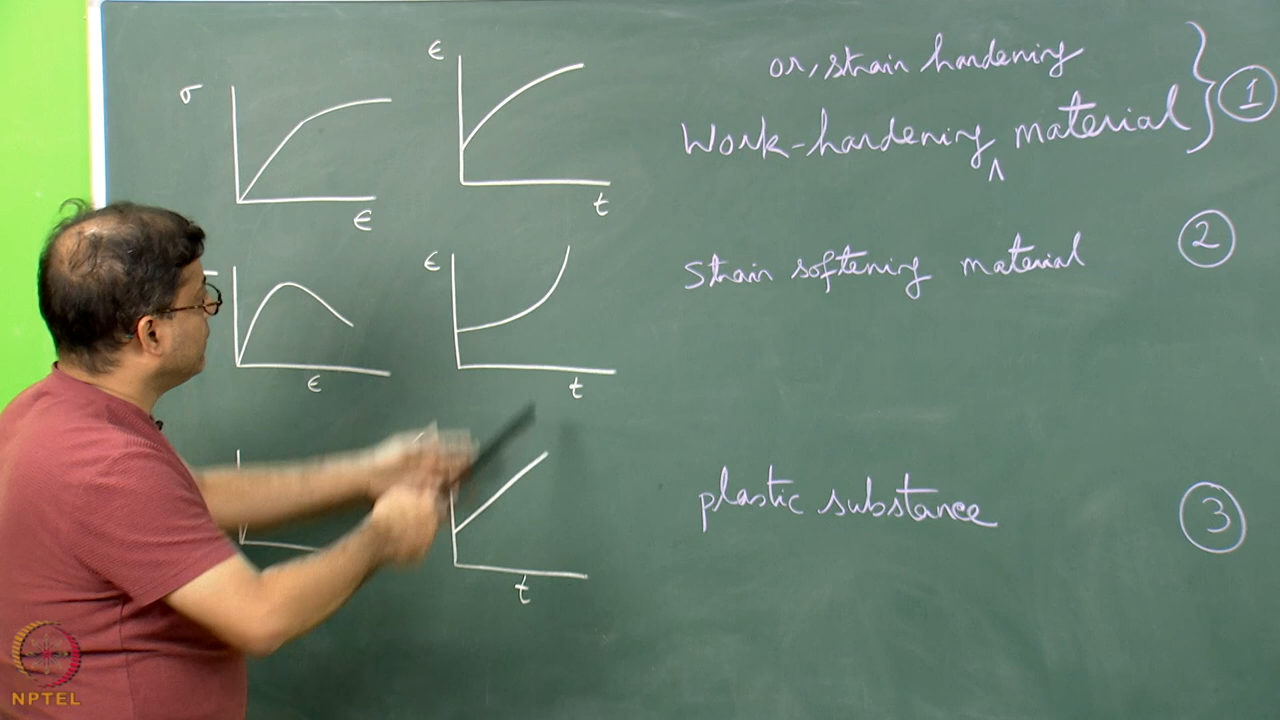 σ
ϵ
ϵ
t
or, strain hardening
Work-hardening ^ material
1
ϵ
ϵ
t
Strain softening material
2
t
plastic substance
3
NPTEL